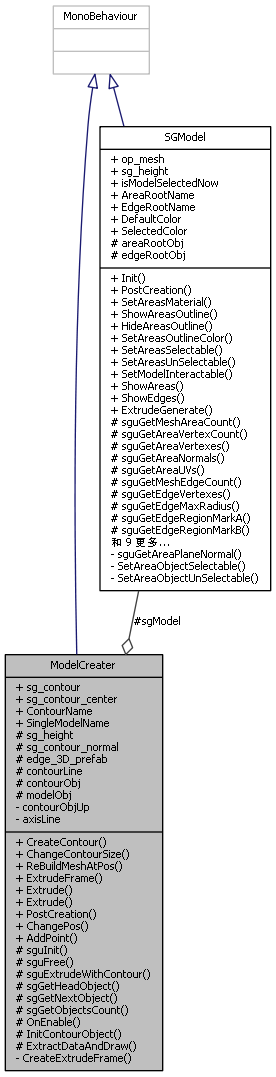 MonoBehaviour
SGModel
+ op_mesh
+ sg_height
+ isModelSelectedNow
+ AreaRootName
+ EdgeRootName
+ DefaultColor
+ SelectedColor
# areaRootObj
# edgeRootObj
+ Init()
+ PostCreation()
+ SetAreasMaterial()
+ ShowAreasOutline()
+ HideAreasOutline()
+ SetAreasOutlineColor()
+ SetAreasSelectable()
+ SetAreasUnSelectable()
+ SetModelInteractable()
+ ShowAreas()
+ ShowEdges()
+ ExtrudeGenerate()
# sguGetMeshAreaCount()
# sguGetAreaVertexCount()
# sguGetAreaVertexes()
# sguGetAreaNormals()
# sguGetAreaUVs()
# sguGetMeshEdgeCount()
# sguGetEdgeVertexes()
# sguGetEdgeMaxRadius()
# sguGetEdgeRegionMarkA()
# sguGetEdgeRegionMarkB()
和 9 更多...
- sguGetAreaPlaneNormal()
- SetAreaObjectSelectable()
- SetAreaObjectUnSelectable()
#sgModel
ModelCreater
+ sg_contour
+ sg_contour_center
+ ContourName
+ SingleModelName
# sg_height
# sg_contour_normal
# edge_3D_prefab
# contourLine
# contourObj
# modelObj
- contourObjUp
- axisLine
+ CreateContour()
+ ChangeContourSize()
+ ReBuildMeshAtPos()
+ ExtrudeFrame()
+ Extrude()
+ Extrude()
+ PostCreation()
+ ChangePos()
+ AddPoint()
# sguInit()
# sguFree()
# sguExtrudeWithContour()
# sgGetHeadObject()
# sgGetNextObject()
# sgGetObjectsCount()
# OnEnable()
# InitContourObject()
# ExtractDataAndDraw()
- CreateExtrudeFrame()